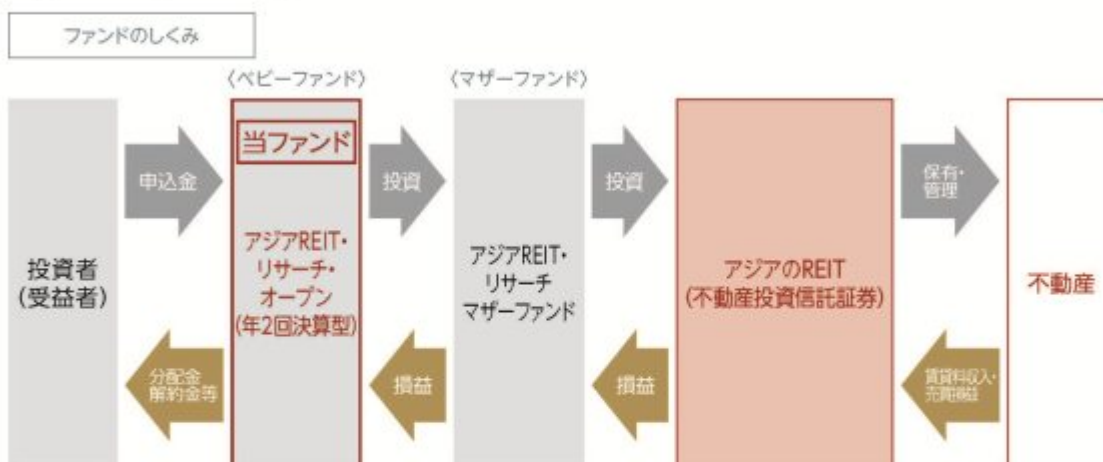 ファンドのしくみ
〈ベビーファンド〉
〈マザーファンド〉
投資者
(受益者)
申込金
分配金
解約金等
当ファンド
アジアREIT・
リサーチ・
オープン
(年2回決算型)
投資
損益
アジアREIT・
リサーチ
マザーファンド
投資
損益
アジアのREIT
(不動産投資信託証券)
保有・
管理
賃貸料収入・
売買損益
不動産